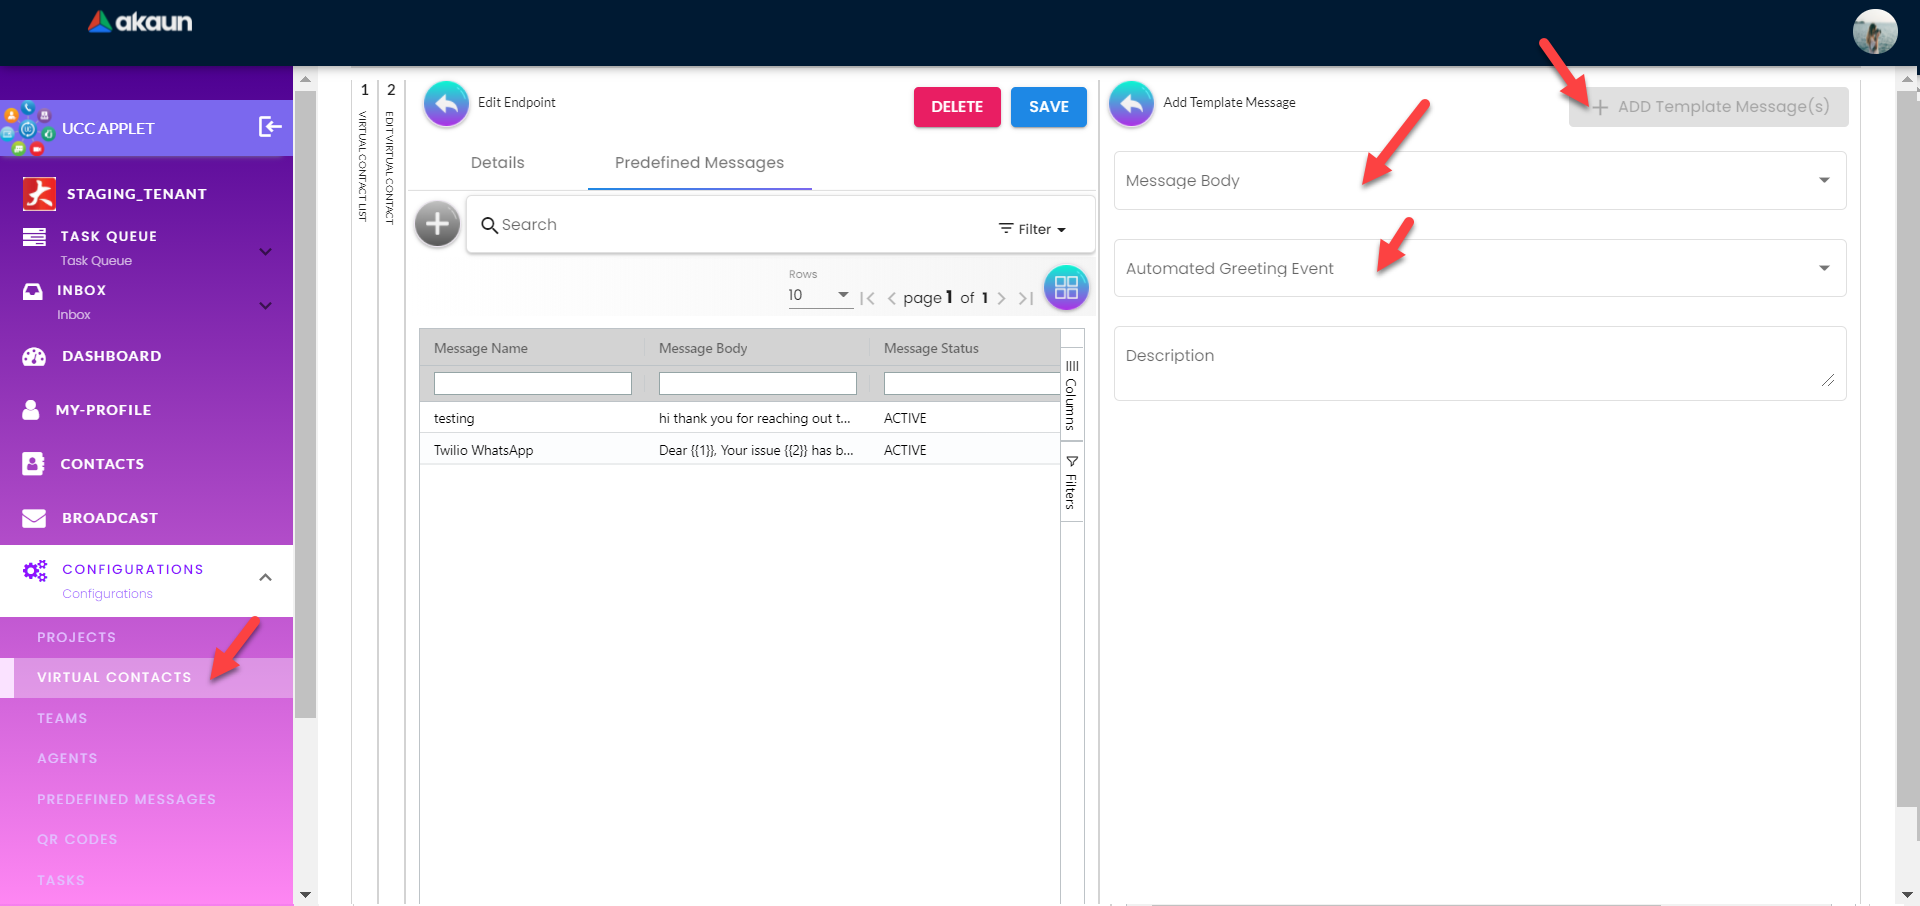 akaun
UCC APPLET
STAGING_TENANT
TASK QUEUE
Task Queue
INBOX
Inbox
DASHBOARD
MY-PROFILE
CONTACTS
BROADCAST
CONFIGURATIONS
Configurations
PROJECTS
VIRTUAL CONTACTS
TEAMS
AGENTS
PREDEFINED MESSAGES
QR CODES
TASKS
1
VIRTUAL CONTACT LIST
2
EDIT VIRTUAL CONTACT
Edit Endpoint
DELETE
SAVE
Details
Predefined Messages
Search
Filter
Rows
10
page 1 of 1
Message Name Message Body Message Status
testing hi thank you for reaching out t... ACTIVE
Twilio WhatsApp Dear {{1}}, Your issue {{2}} has b... ACTIVE
Columns
Filters
Add Template Message
ADD Template Message(s)
Message Body
Automated Greeting Event
Description